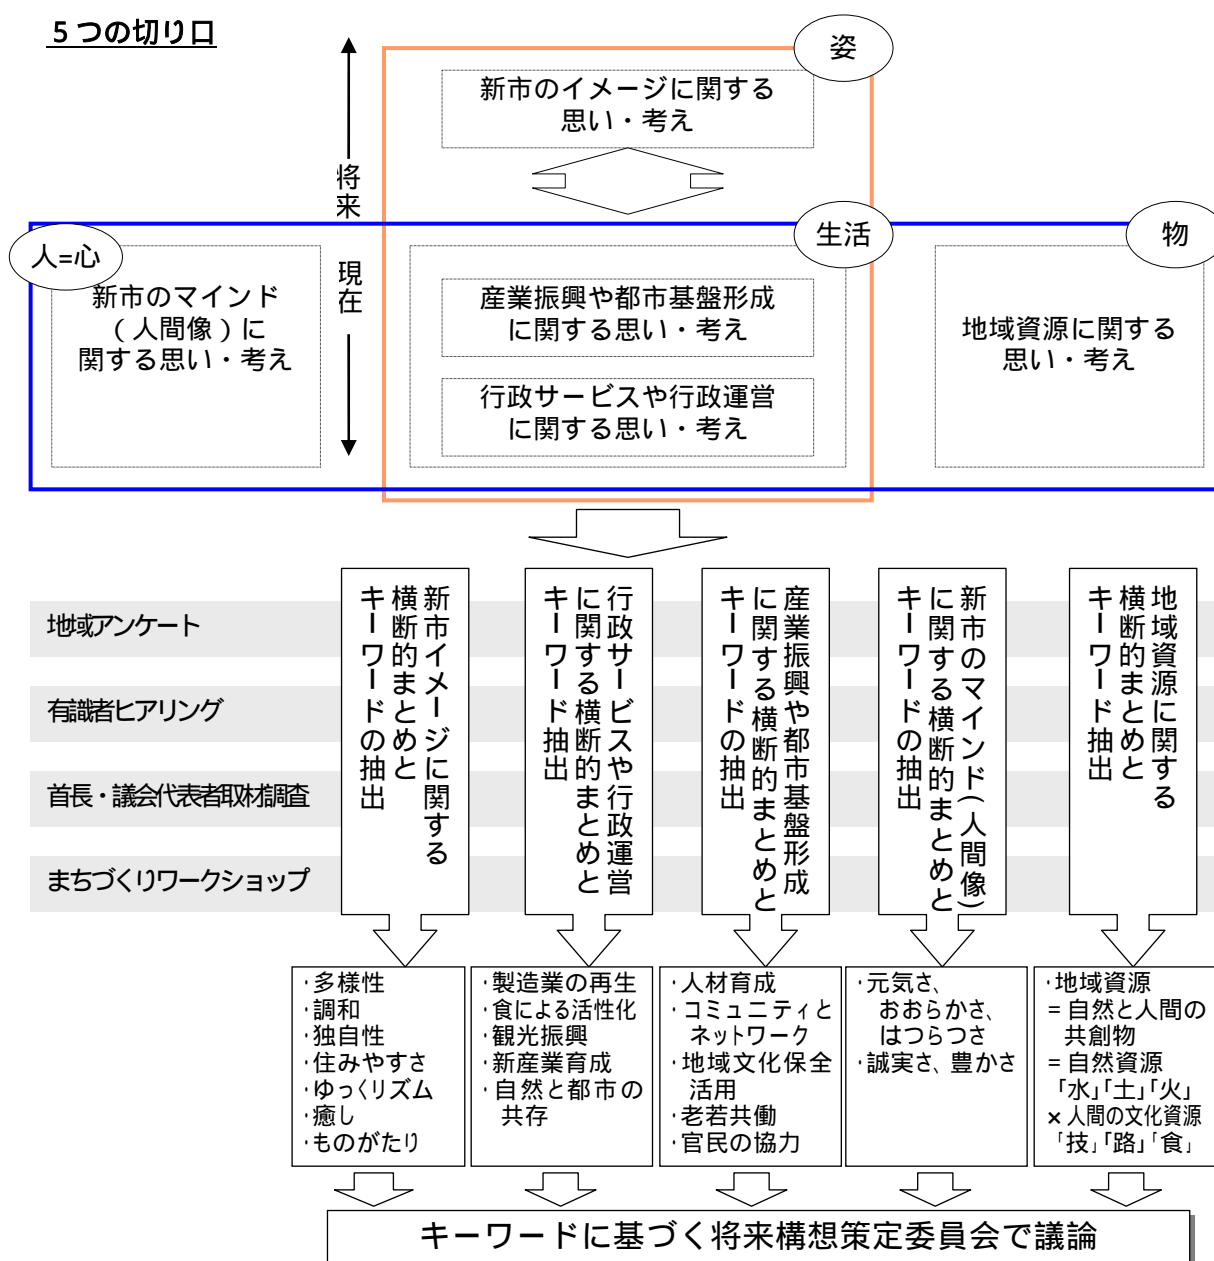 5つの切り口
姿
新市のイメージに関する
思い・考え
将来
現在
人=心
新市のマインド
(人間像)に
関する思い・考え
生活
産業振興や都市基盤形成
に関する思い・考え
行政サービスや行政運営
に関する思い・考え
物
地域資源に関する
思い・考え
地域アンケート
有識者ヒアリング
首長・議会代表者取材調査
まちづくりワークショップ
新市イメージに関する
横断的まとめと
キーワードの抽出
行政サービスや行政運営
に関する横断的まとめと
キーワード抽出
産業振興や都市基盤形成
に関する横断的まとめと
キーワードの抽出
新市のマインド(人間像)
に関する横断的まとめと
キーワードの抽出
地域資源に関する
横断的まとめと
キーワード抽出
・多様性
・調和
・独自性
・住みやすさ
・ゆっくリズム
・癒し
・ものがたり
・製造業の再生
・食による活性化
・観光振興
・新産業育成
・自然と都市の
共存
・人材育成
・コミュニティと
ネットワーク
・地域文化保全
活用
・老若共働
・官民の協力
・元気さ、
おおらかさ、
はつらつさ
・誠実さ、豊かさ
・地域資源
=自然と人間の
共創物
=自然資源
「水」「土」「火」
×人間の文化資源
「技」「路」「食」
キーワードに基づく将来構想策定委員会で議論